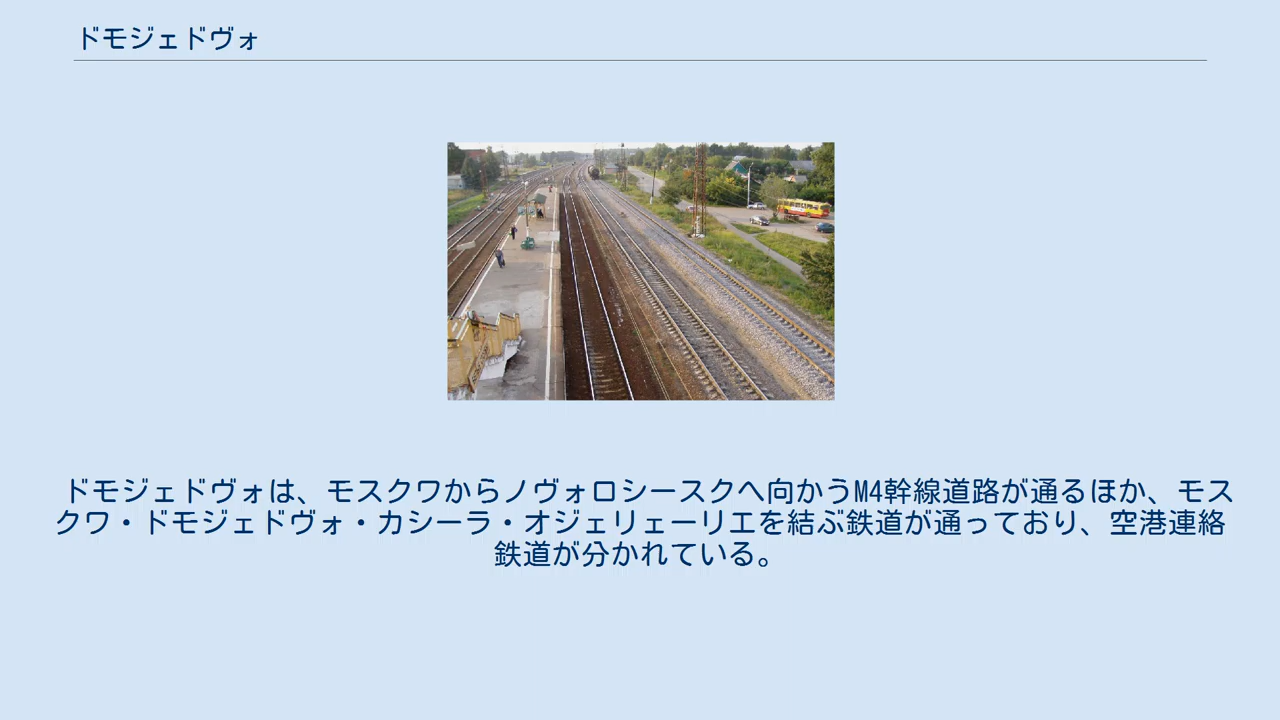 ドモジェドヴォ
ドモジェドヴォは、モスクワからノヴォロシースクへ向かうM4幹線道路が通るほか、モス
クワ・ドモジェドヴォ・カシーラ・オジェリェーリエを結ぶ鉄道が通っており、空港連絡
鉄道が分かれている。